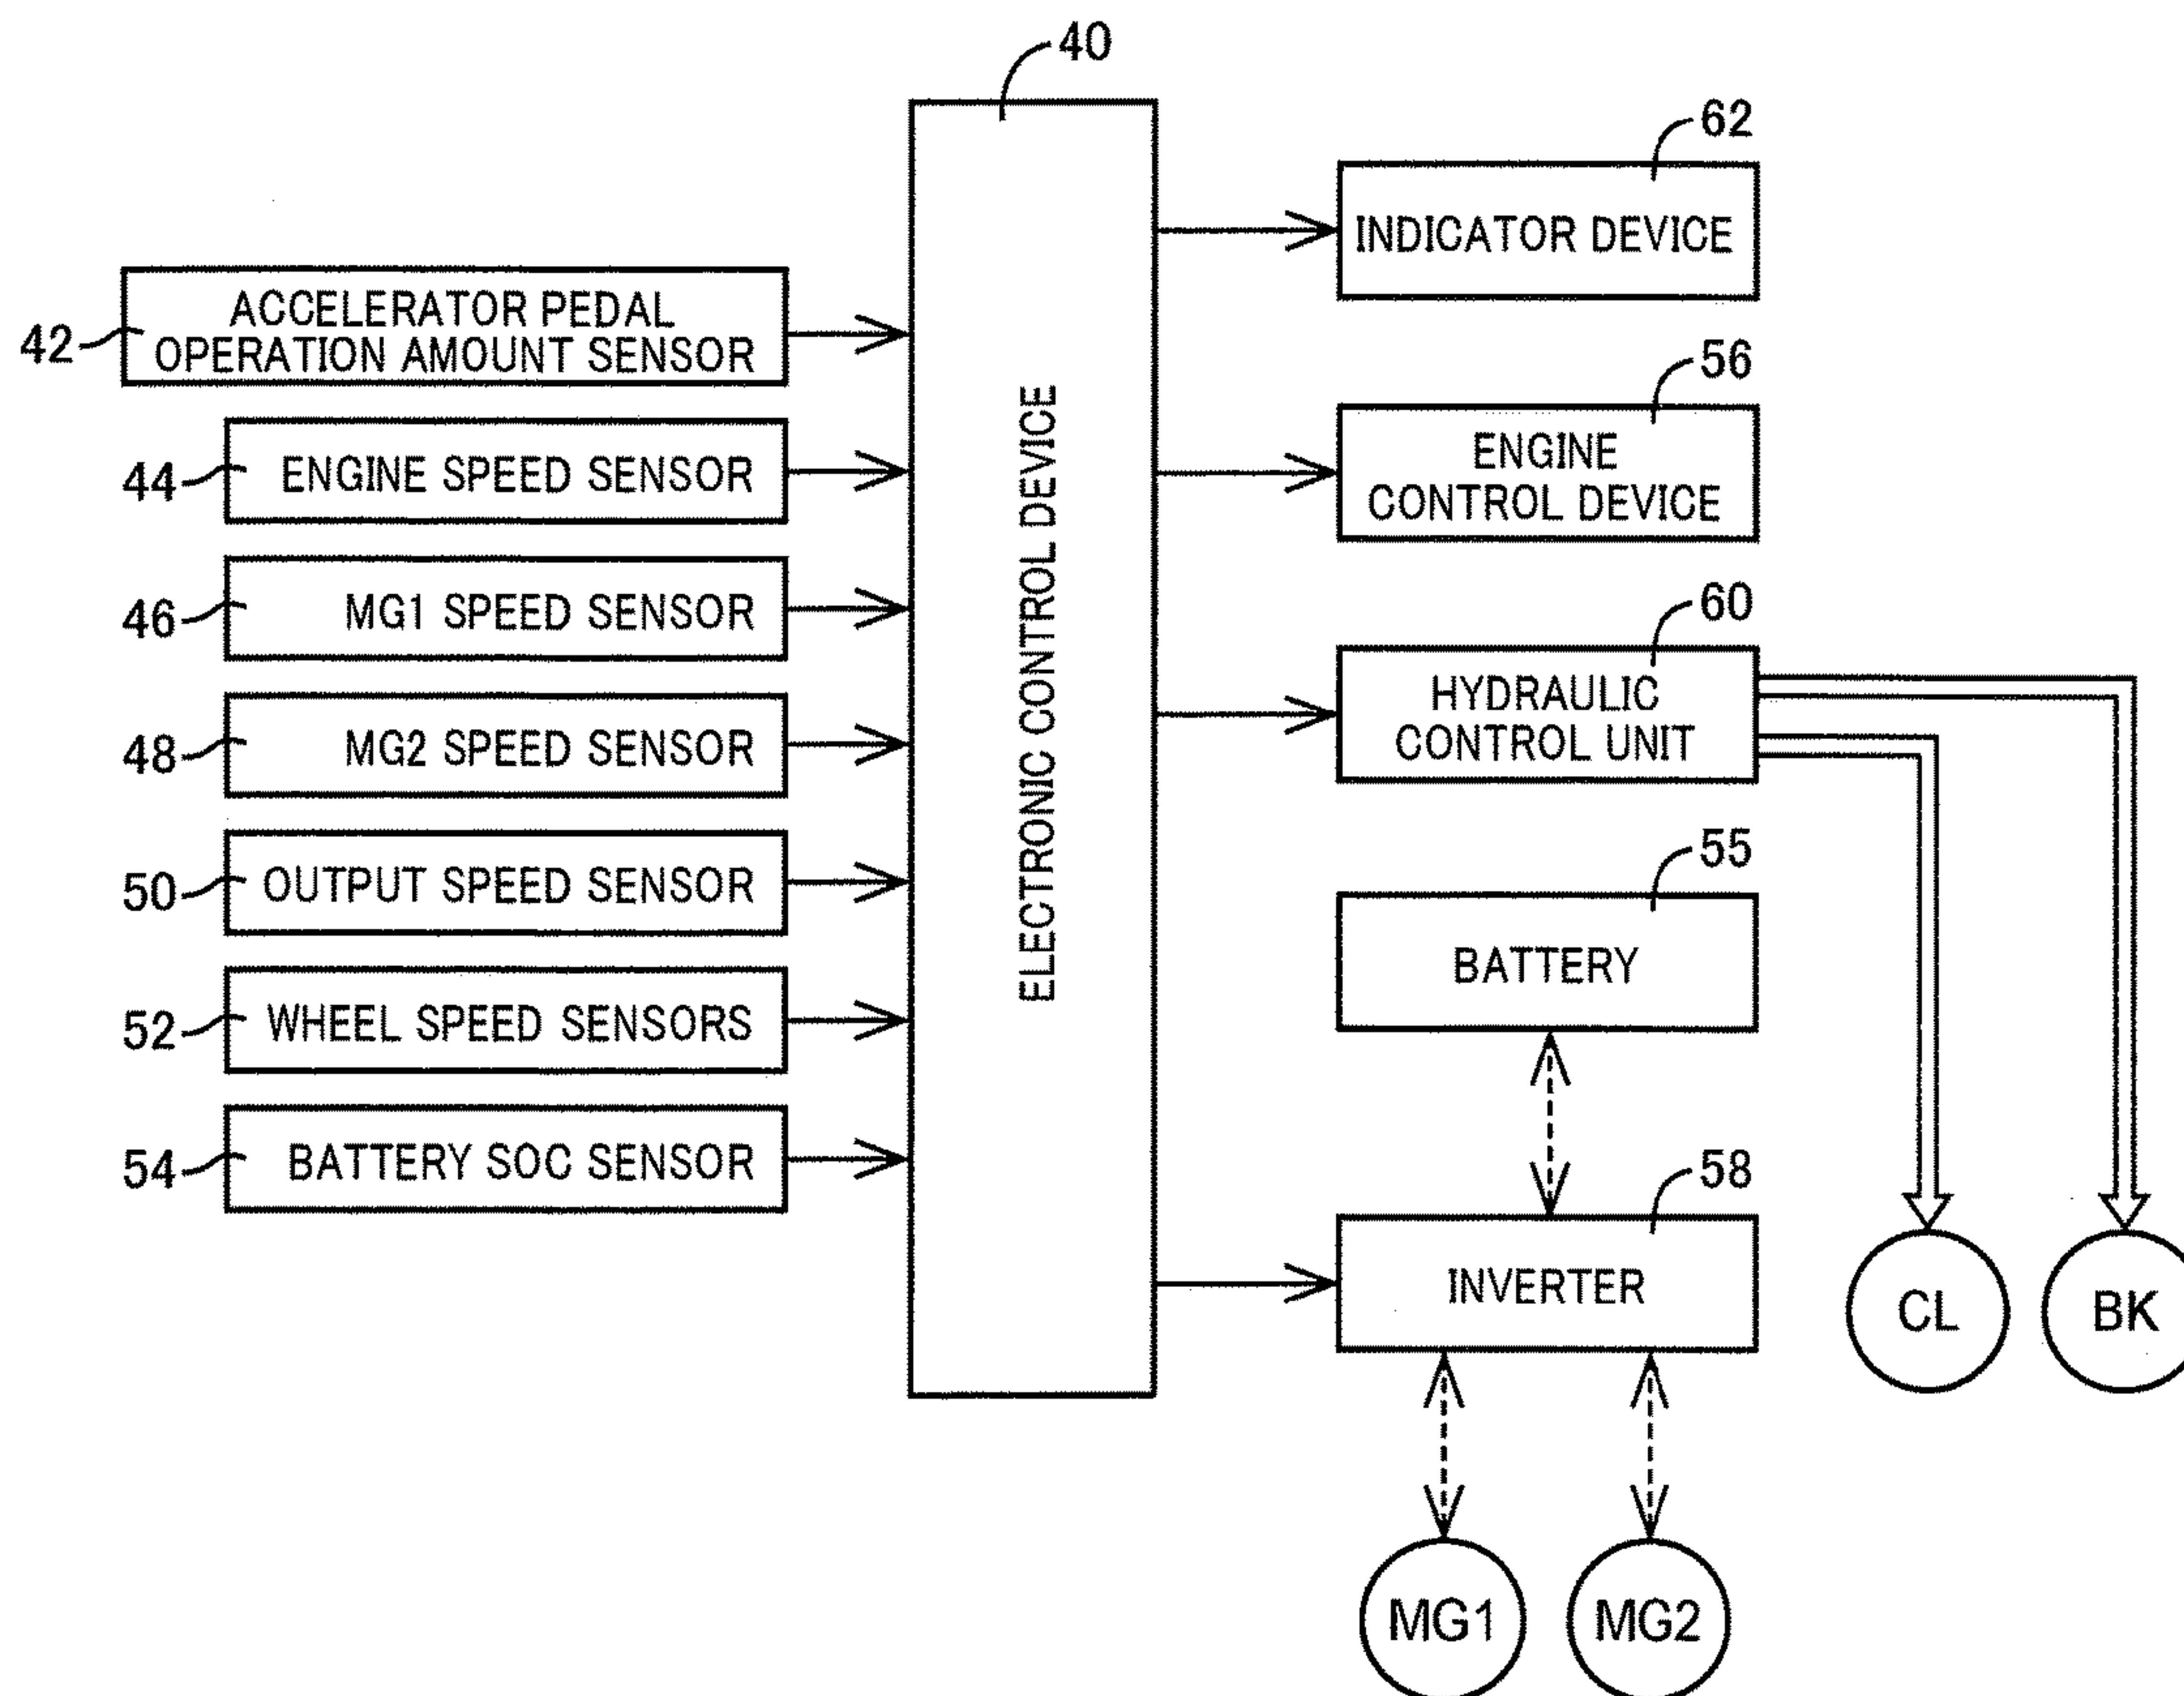 40
62
INDICATOR DEVICE
ACCELERATOR PEDAL
OPERATION AMOUNT SENSOR
42
56
ENGINE
CONTROL DEVICE
44
ENGINE SPEED SENSOR
ELECTRONIC CONTROL DEVICE
46
MG1 SPEED SENSOR
60
HYDRAULIC
CONTROL UNIT
48
MG2 SPEED SENSOR
50
OUTPUT SPEED SENSOR
55
BATTERY
52
WHEEL SPEED SENSORS
54
BATTERY SOC SENSOR
58
INVERTER
CL
BK
MG1
MG2